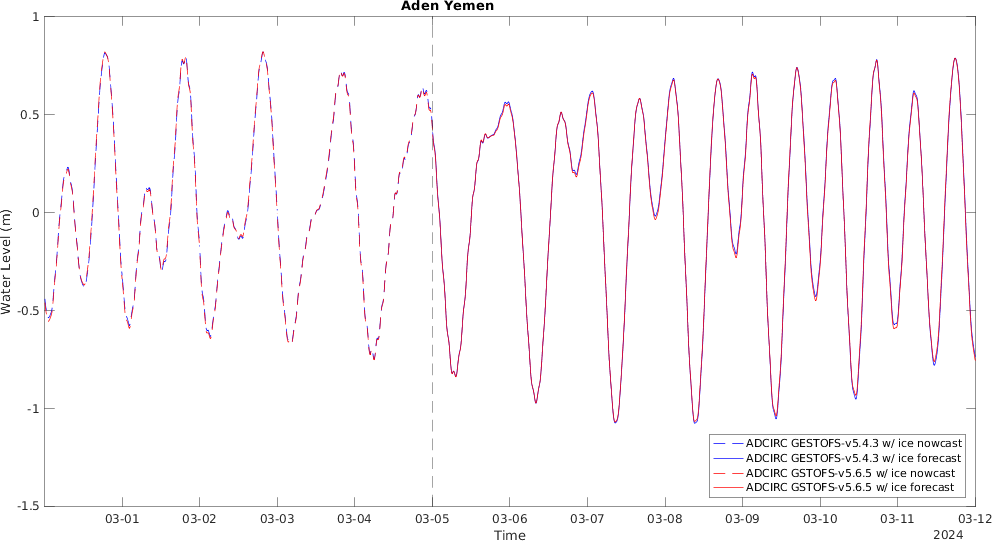 Aden Yemen
1
0.5
0
-0.5
-1
-1.5
Water Level (m)
ADCIRC GESTOFS-v5.4.3 w/ ice nowcast
ADCIRC GESTOFS-v5.4.3 w/ ice forecast
ADCIRC GSTOFS-v5.6.5 w/ ice nowcast
ADCIRC GSTOFS-v5.6.5 w/ ice forecast
03-01 03-02 03-03 03-04 03-05 03-06 03-07 03-08 03-09 03-10 03-11 03-12
Time
2024